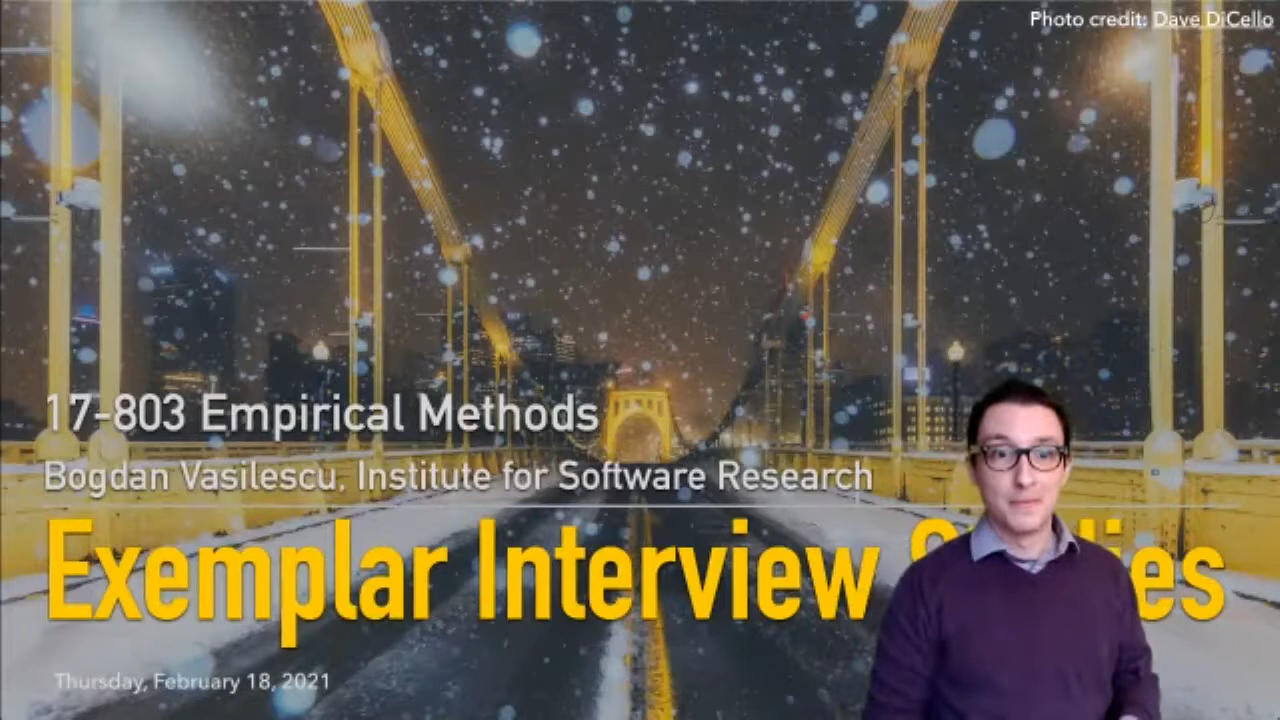 Photo credit: Dave DiCello
17-803 Empirical Methods
Bogdan Vasilescu, Institute for Software Research
Exemplar Interview
Thursday, February 18, 2021